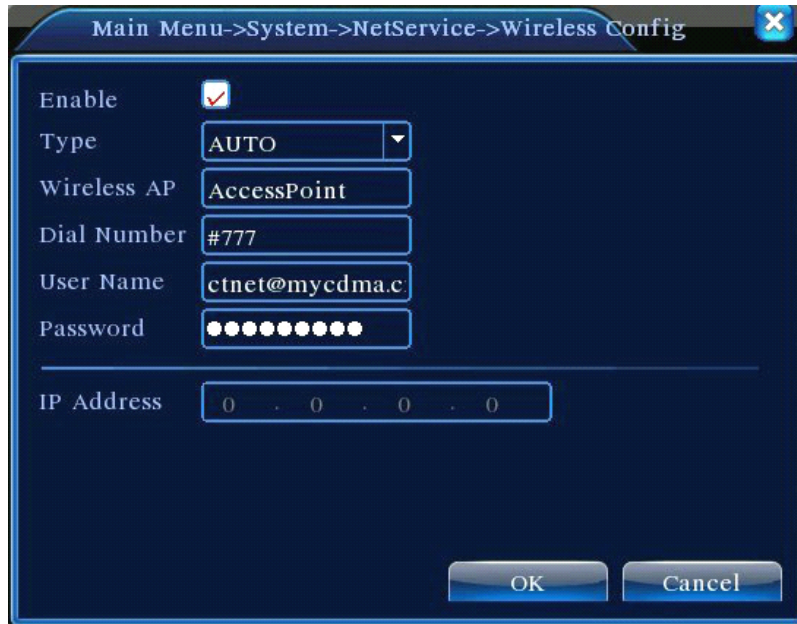 Main Menu->System->NetService->Wireless Config
Enable
Type AUTO
Wireless AP AccessPoint
Dial Number #777
User Name ctnet@mycdma.c
Password ●●●●●●●●●
IP Address 0 . 0 . 0 . 0
OK Cancel